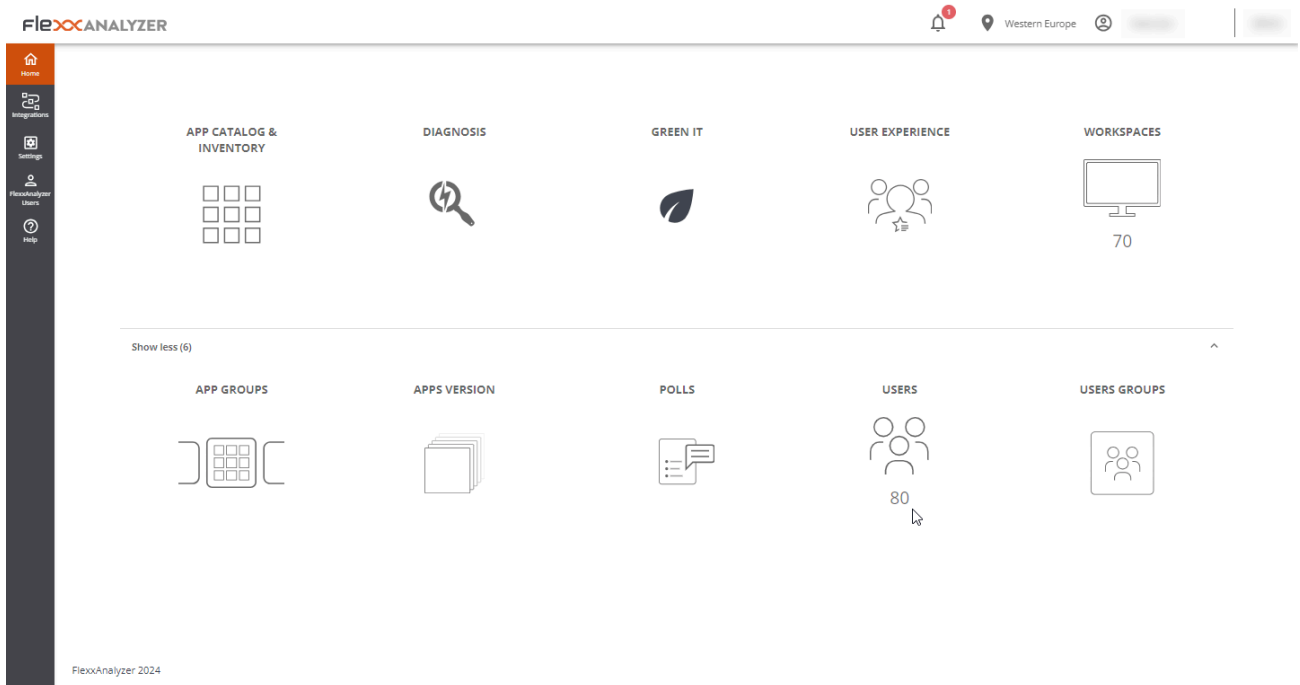 FlexxANALYZER
1
Western Europe
Home
Integrations
Settings
FlexxAnalyzer
Users
Help
APP CATALOG &
INVENTORY
DIAGNOSIS
GREEN IT
USER EXPERIENCE
WORKSPACES
70
Show less (6)
APP GROUPS
APPS VERSION
POLLS
USERS
USERS GROUPS
80
FlexxAnalyzer 2024